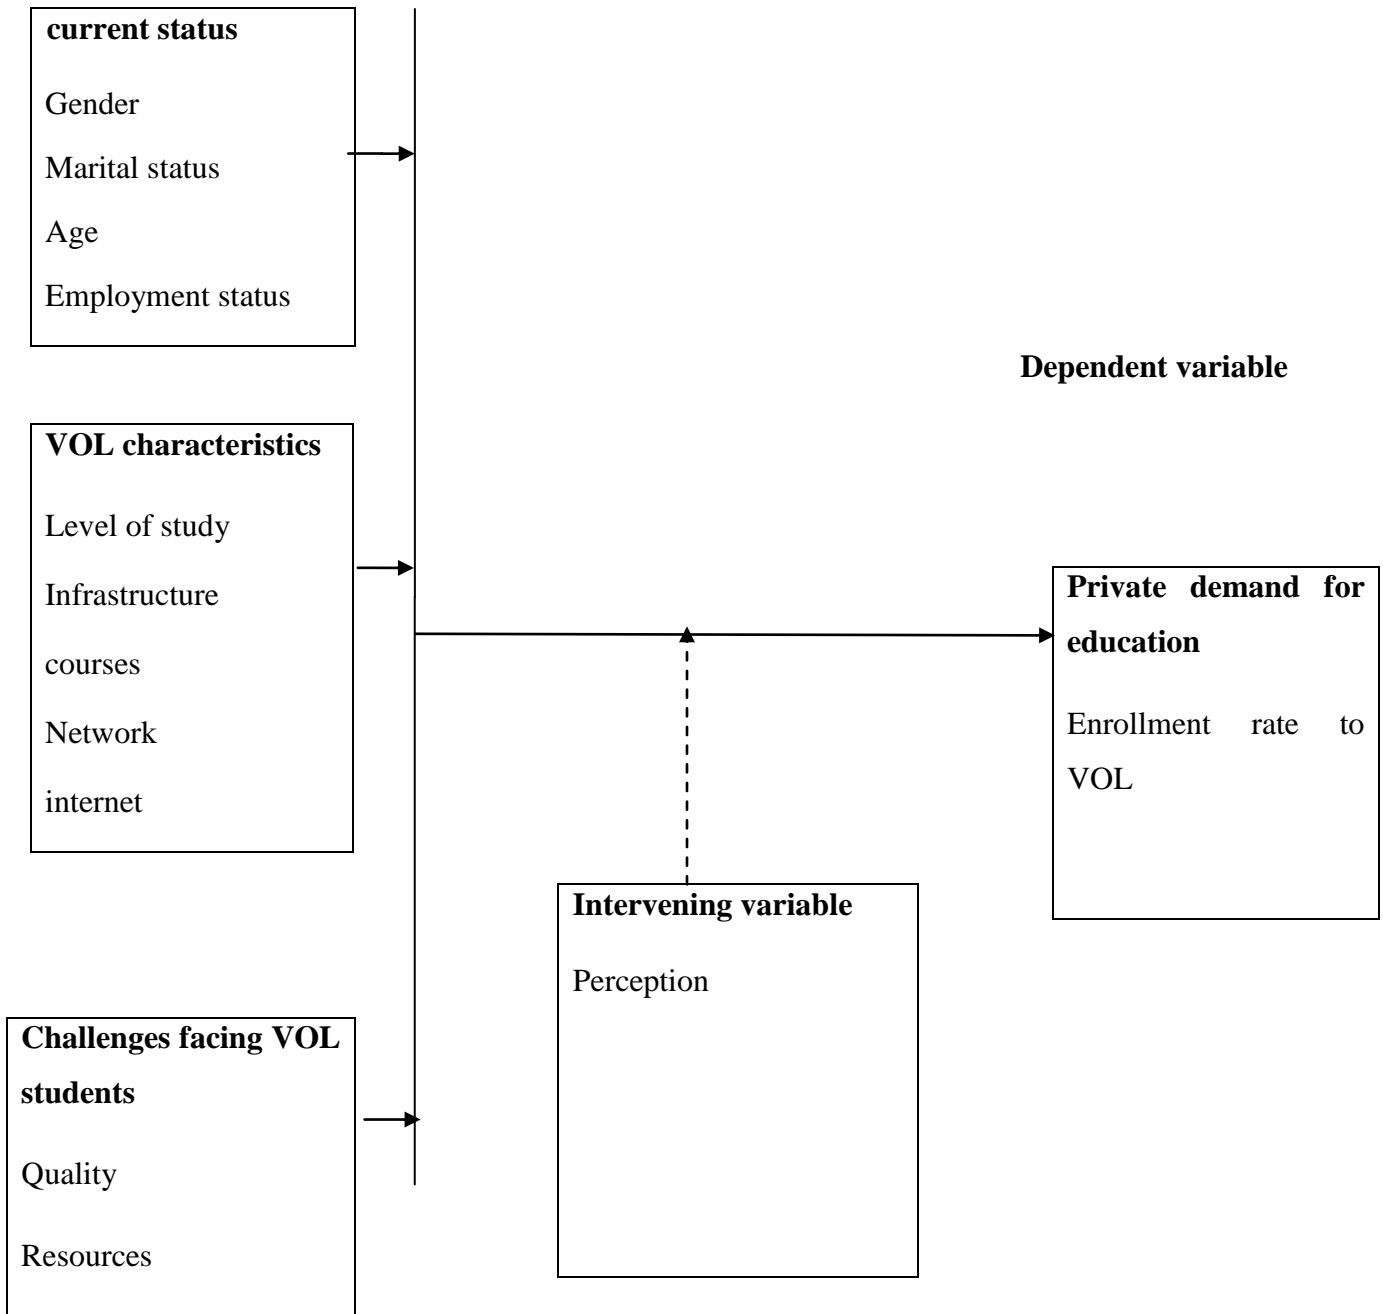 current status
Gender
Marital status
Age
Employment status
Dependent variable
VOL characteristics
Level of study
Infrastructure
courses
Network
internet
Private demand for
education
Enrollment rate to
VOL
Intervening variable
Perception
Challenges facing VOL
students
Quality
Resources